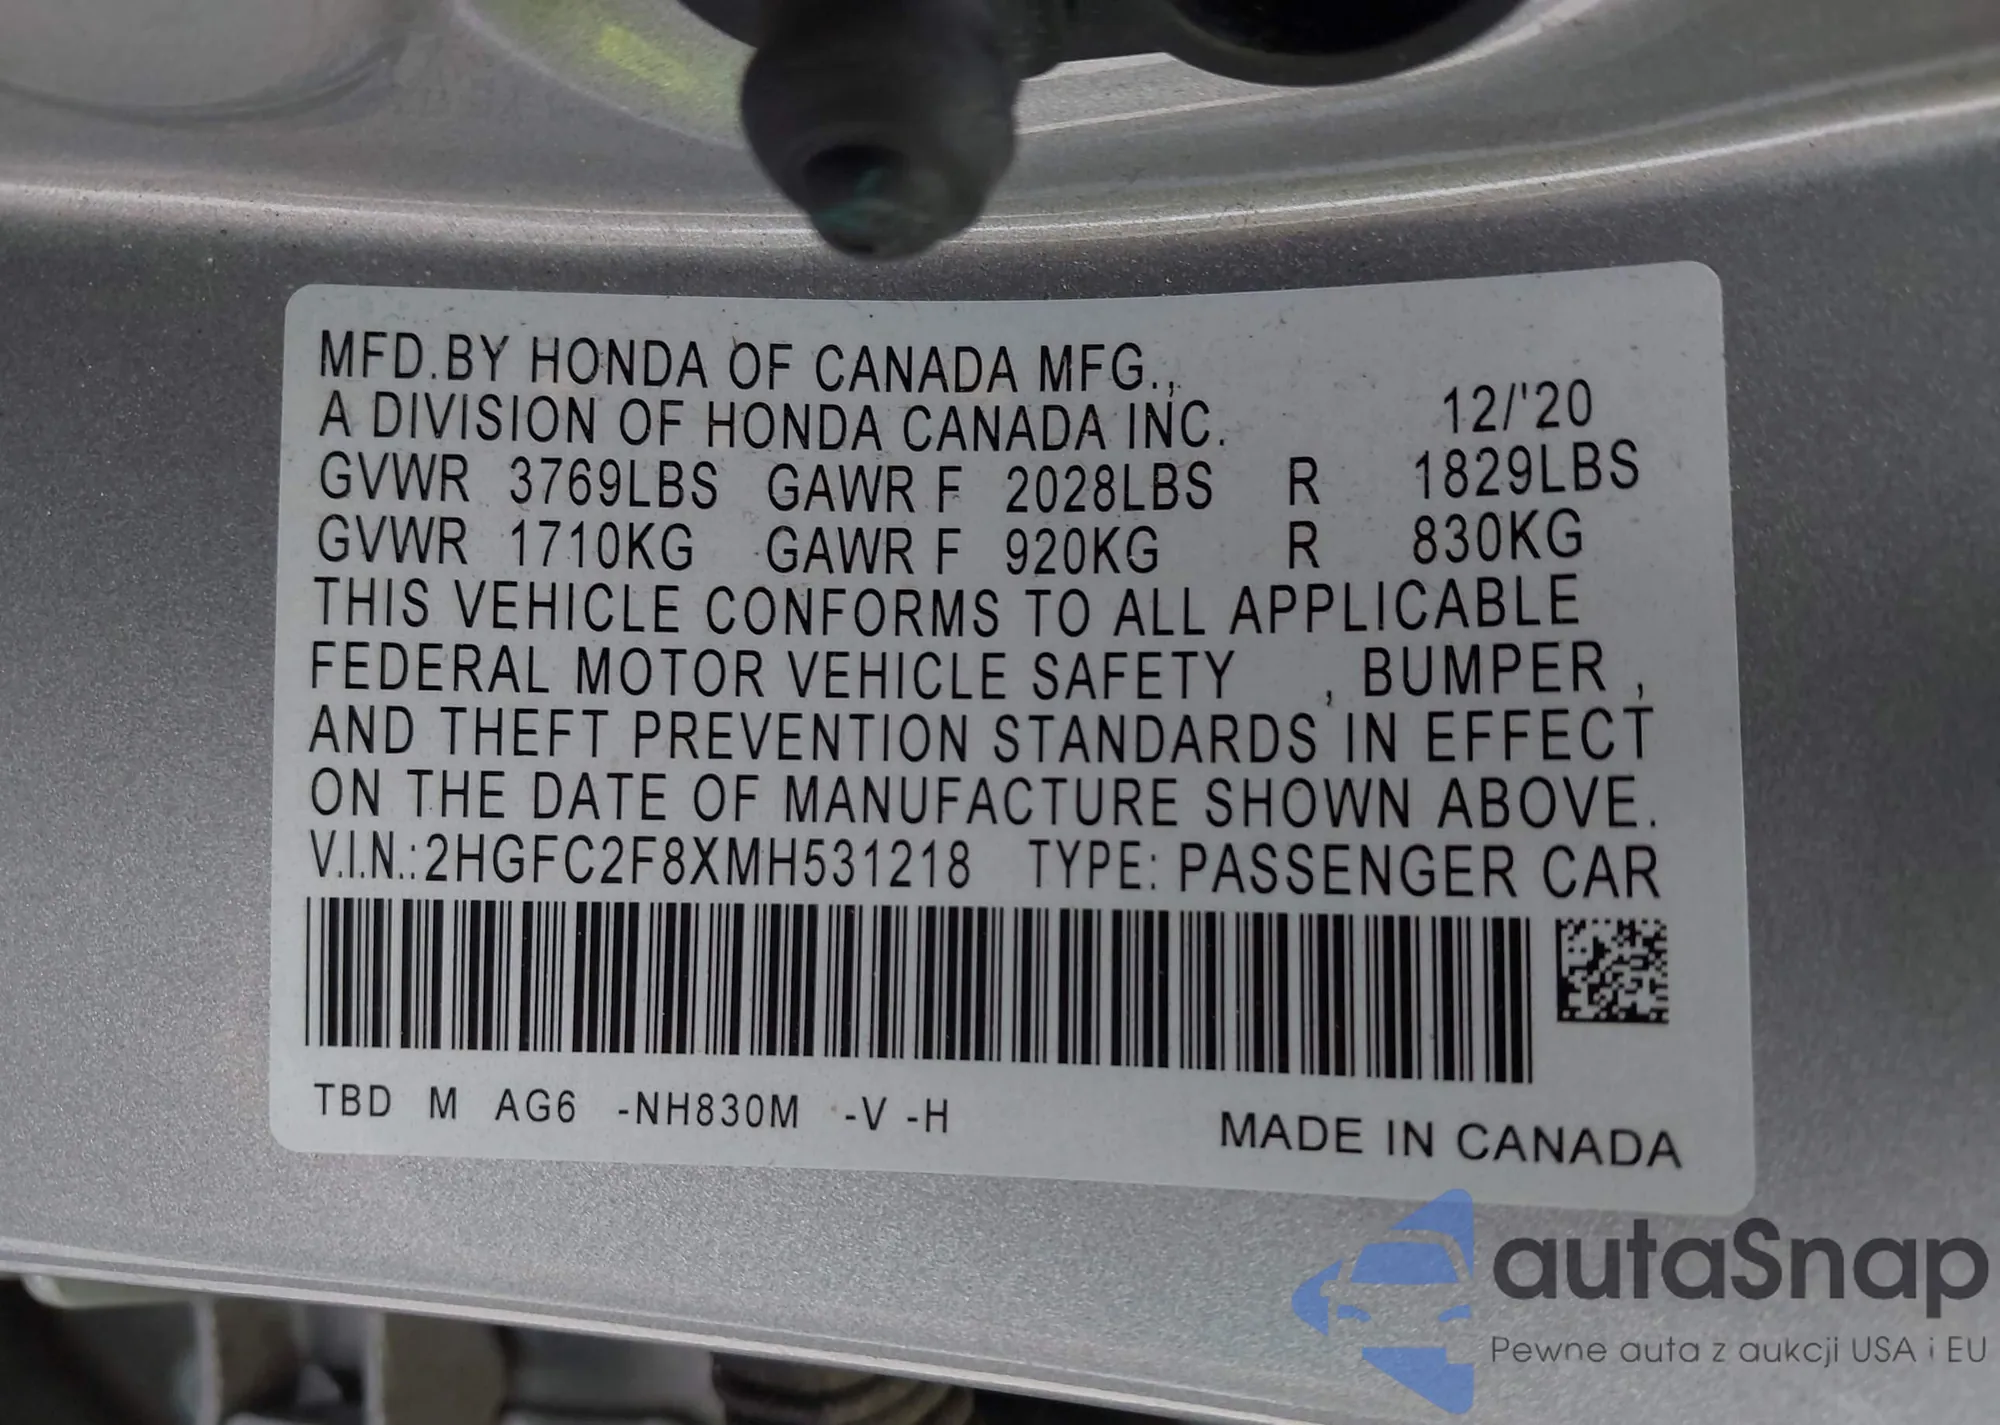 MFD.BY HONDA OF CANADA MFG.,
A DIVISION OF HONDA CANADA INC. 12/'20
GVWR 3769LBS GAWR F 2028LBS R 1829LBS
GVWR 1710KG GAWR F 920KG R 830KG
THIS VEHICLE CONFORMS TO ALL APPLICABLE
FEDERAL MOTOR VEHICLE SAFETY , BUMPER ,
AND THEFT PREVENTION STANDARDS IN EFFECT
ON THE DATE OF MANUFACTURE SHOWN ABOVE.
V.I.N.:2HGFC2F8XMH531218 TYPE: PASSENGER CAR
TBD M AG6 -NH830M -V -H
MADE IN CANADA
autaSnap
Pewne auta z aukcji USA i EU